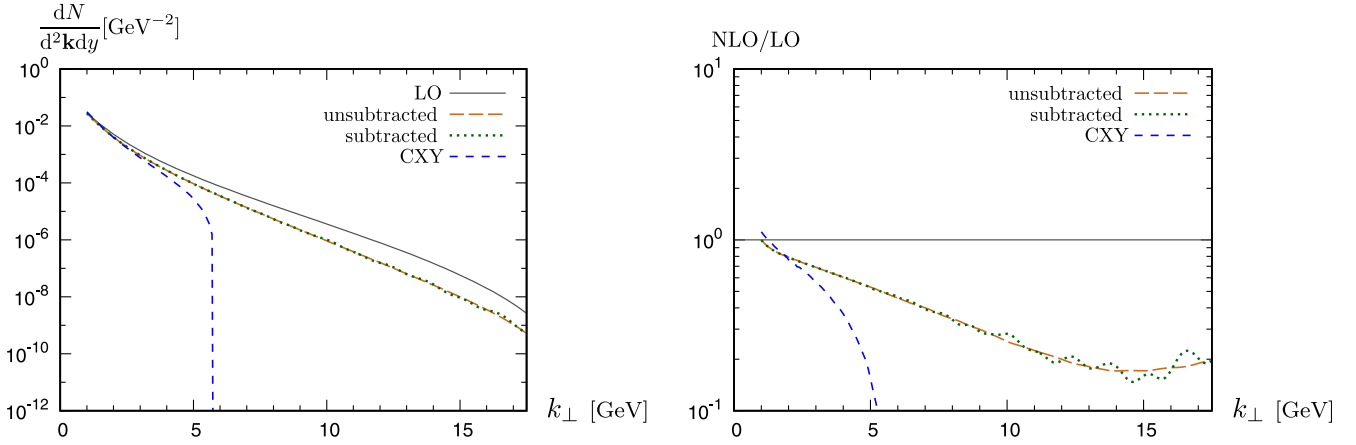 dN
d²kdy [GeV⁻²]
10⁰
10⁻²
10⁻⁴
10⁻⁶
10⁻⁸
10⁻¹⁰
10⁻¹²
LO
unsubtracted
subtracted
CXY
0 5 10 15
k⊥ [GeV]
NLO/LO
10¹
10⁰
10⁻¹
unsubtracted
subtracted
CXY
0 5 10 15
k⊥ [GeV]